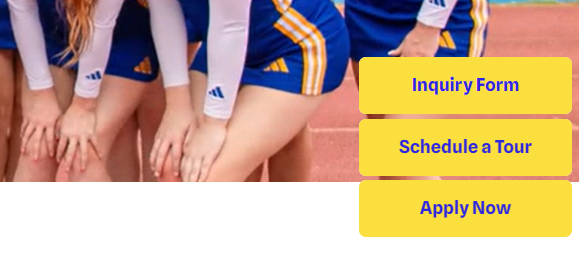 Inquiry Form
Schedule a Tour
Apply Now